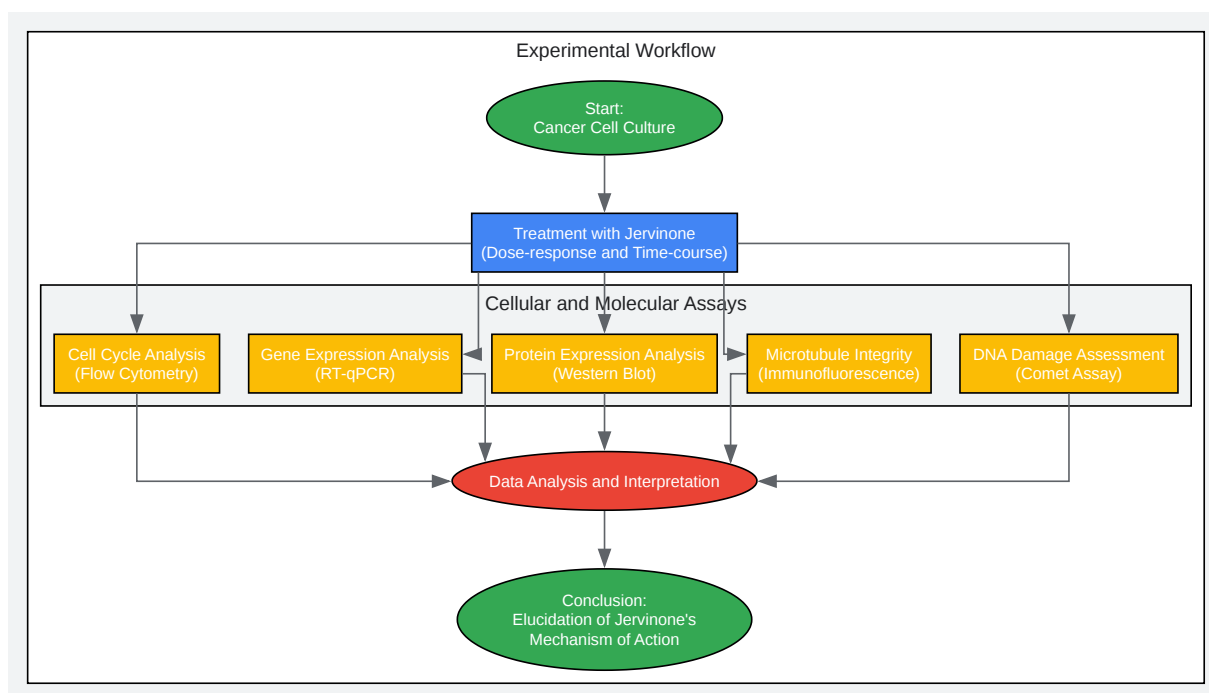 Experimental Workflow
Start:
Cancer Cell Culture
Treatment with Jervinone
(Dose-response and Time-course)
Cellular and Molecular Assays
Cell Cycle Analysis
(Flow Cytometry)
Gene Expression Analysis
(RT-qPCR)
Protein Expression Analysis
(Western Blot)
Microtubule Integrity
(Immunofluorescence)
DNA Damage Assessment
(Comet Assay)
Data Analysis and Interpretation
Conclusion:
Elucidation of Jervinone's
Mechanism of Action